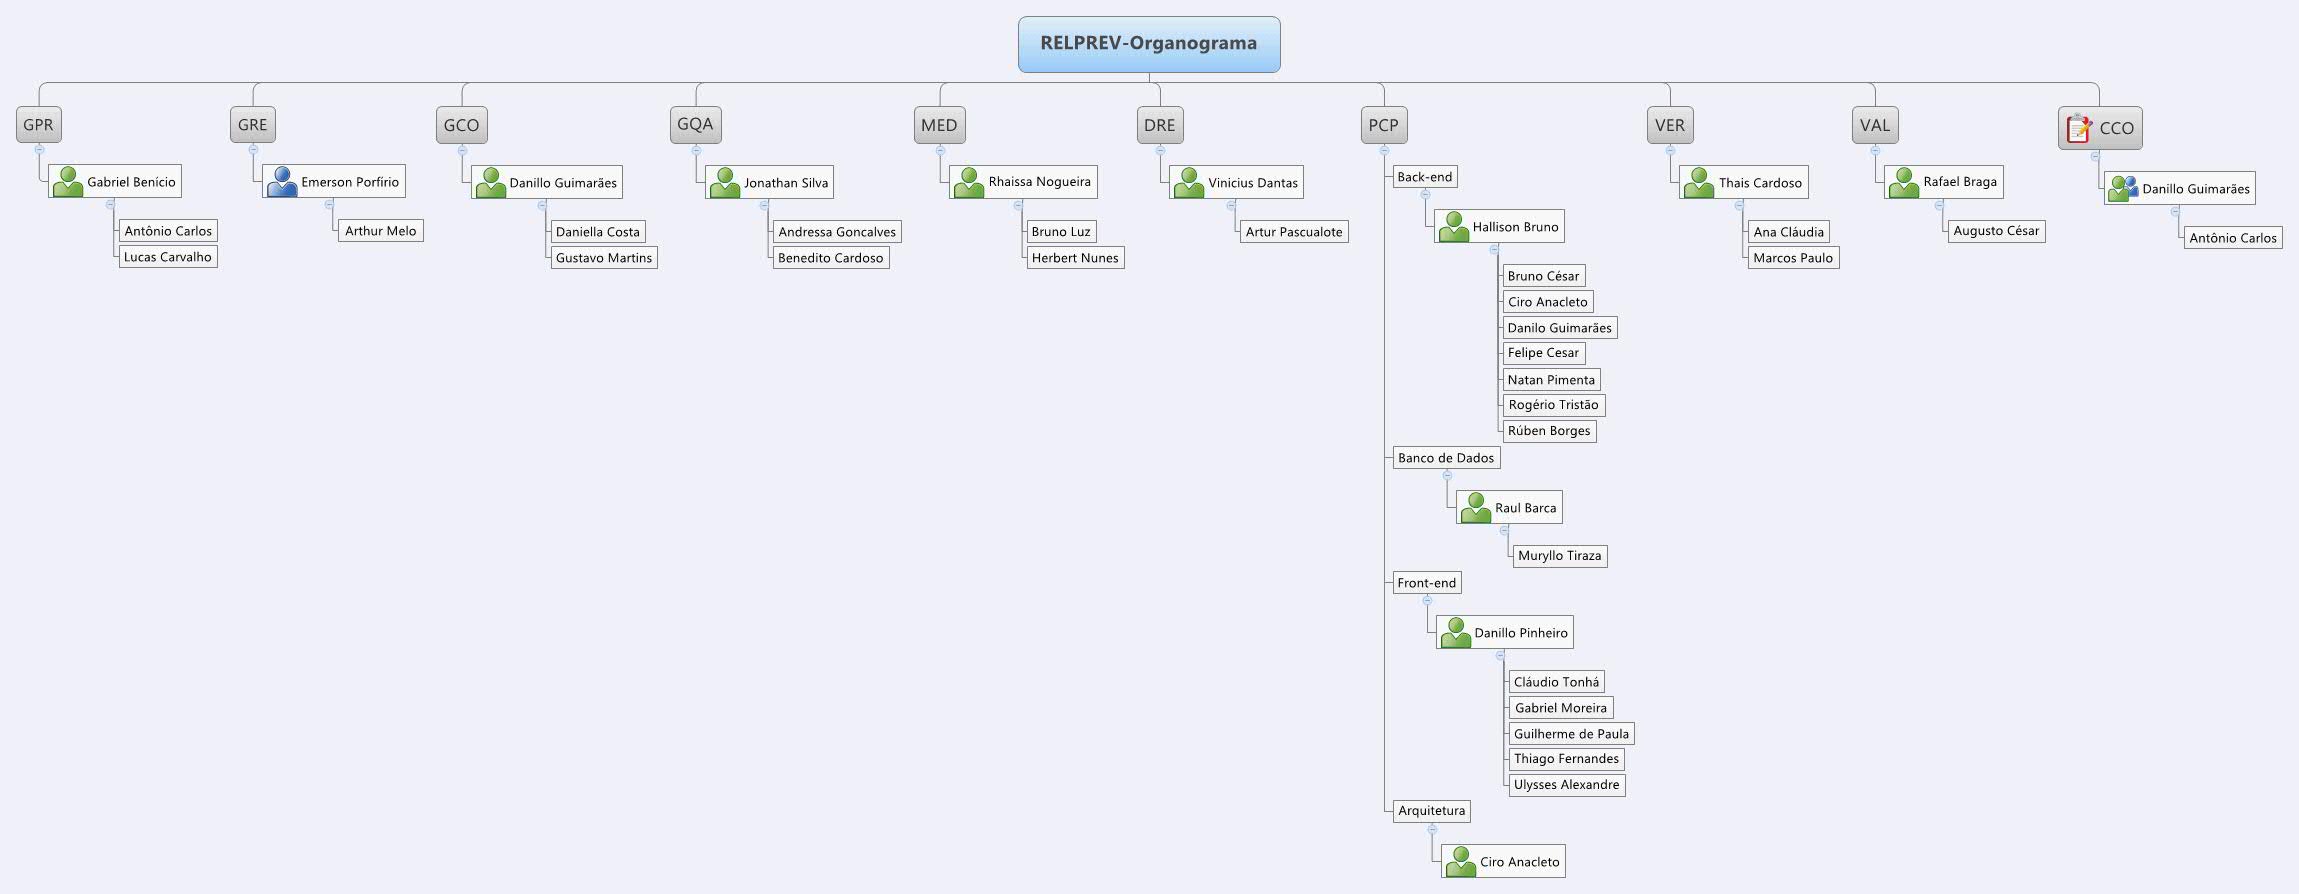 RELPREV-Organograma
GPR
Gabriel Benício
Antônio Carlos
Lucas Carvalho
GRE
Emerson Porfírio
Arthur Melo
GCO
Danillo Guimarães
Daniella Costa
Gustavo Martins
GQA
Jonathan Silva
Andressa Goncalves
Benedito Cardoso
MED
Rhaissa Nogueira
Bruno Luz
Herbert Nunes
DRE
Vinicius Dantas
Artur Pascualote
PCP
Back-end
Hallison Bruno
Bruno César
Ciro Anacleto
Danilo Guimarães
Felipe Cesar
Natan Pimenta
Rogério Tristão
Rúben Borges
Banco de Dados
Raul Barca
Muryllo Tiraza
Front-end
Danillo Pinheiro
Cláudio Tonhá
Gabriel Moreira
Guilherme de Paula
Thiago Fernandes
Ulysses Alexandre
Arquitetura
Ciro Anacleto
VER
Thais Cardoso
Ana Cláudia
Marcos Paulo
VAL
Rafael Braga
Augusto César
CCO
Danillo Guimarães
Antônio Carlos